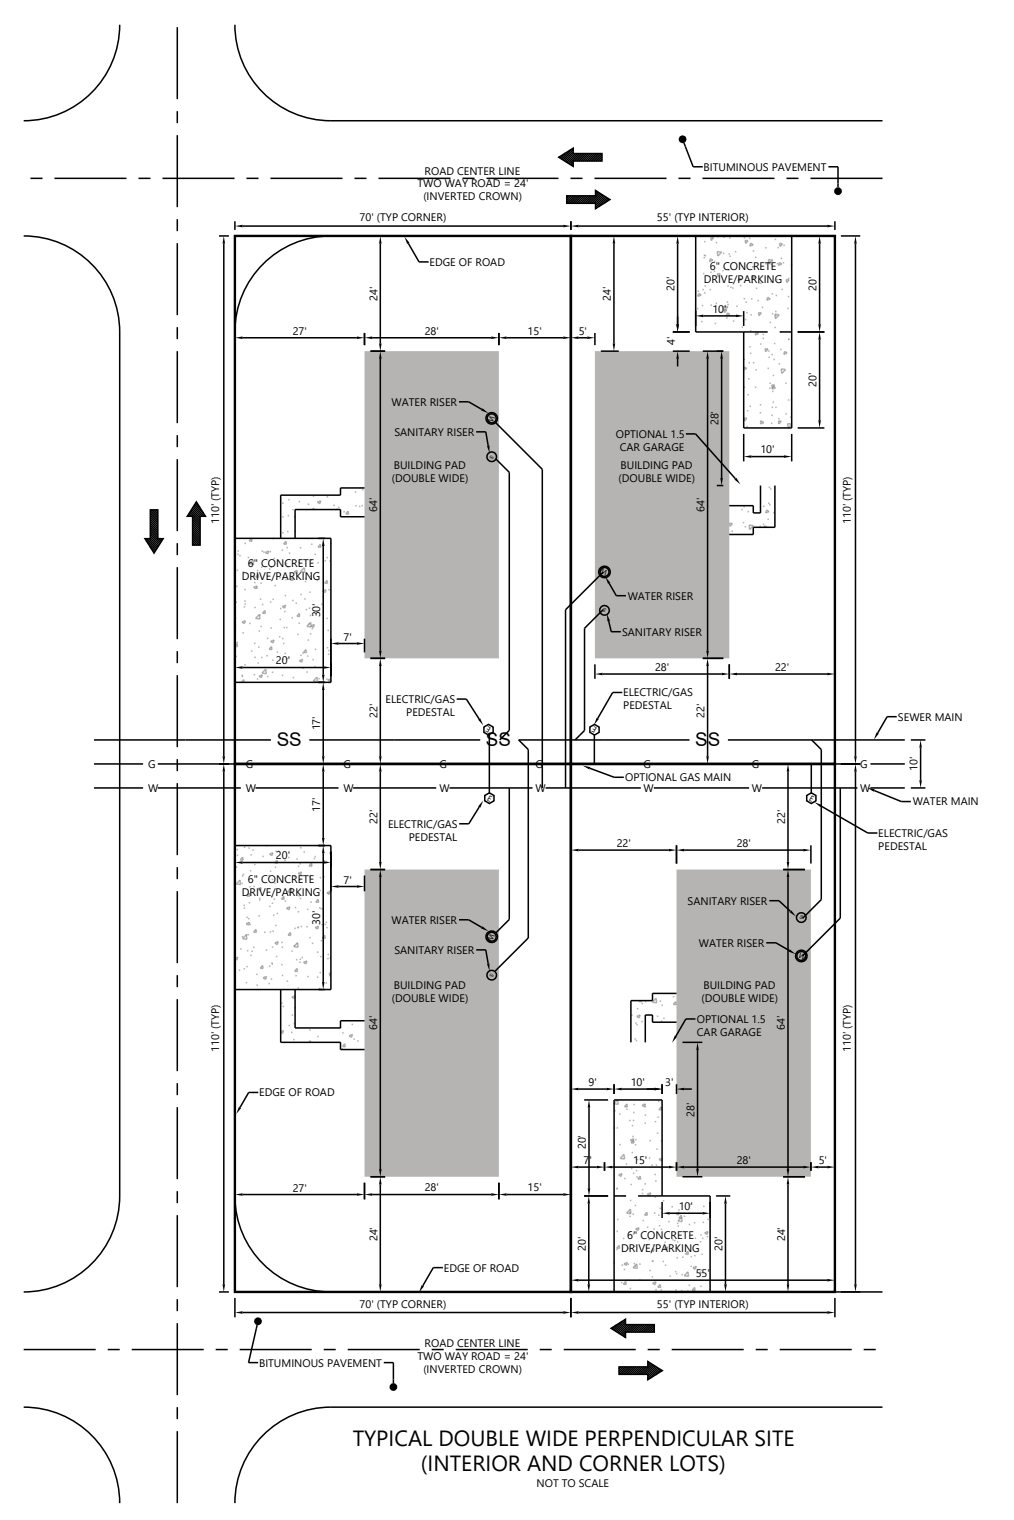 ROAD CENTER LINE
TWO WAY ROAD = 24'
(INVERTED CROWN)
BITUMINOUS PAVEMENT
70' (TYP CORNER)
55' (TYP INTERIOR)
EDGE OF ROAD
24'
24'
20'
6" CONCRETE
DRIVE/PARKING
20'
10'
27'
28'
15'
5'
4'
20'
WATER RISER
SANITARY RISER
BUILDING PAD
(DOUBLE WIDE)
64'
28'
OPTIONAL 1.5
CAR GARAGE
BUILDING PAD
(DOUBLE WIDE)
64'
10'
110' (TYP)
110' (TYP)
6" CONCRETE
DRIVE/PARKING
30'
7'
20'
WATER RISER
SANITARY RISER
28'
22'
17'
22'
22'
ELECTRIC/GAS
PEDESTAL
ELECTRIC/GAS
PEDESTAL
SEWER MAIN
SS
SS
SS
10'
G
G
G
G
G
G
G
G
OPTIONAL GAS MAIN
W
W
W
W
W
W
W
W
WATER MAIN
17'
22'
22'
ELECTRIC/GAS
PEDESTAL
ELECTRIC/GAS
PEDESTAL
20'
22'
28'
6" CONCRETE
DRIVE/PARKING
7'
30'
WATER RISER
SANITARY RISER
BUILDING PAD
(DOUBLE WIDE)
64'
SANITARY RISER
WATER RISER
BUILDING PAD
(DOUBLE WIDE)
OPTIONAL 1.5
CAR GARAGE
64'
110' (TYP)
110' (TYP)
EDGE OF ROAD
9'
10'
3'
28'
20'
7'
15'
28'
5'
27'
28'
15'
10'
24'
20'
6" CONCRETE
DRIVE/PARKING
20'
24'
EDGE OF ROAD
55'
70' (TYP CORNER)
55' (TYP INTERIOR)
ROAD CENTER LINE
TWO WAY ROAD = 24'
(INVERTED CROWN)
BITUMINOUS PAVEMENT
TYPICAL DOUBLE WIDE PERPENDICULAR SITE
(INTERIOR AND CORNER LOTS)
NOT TO SCALE